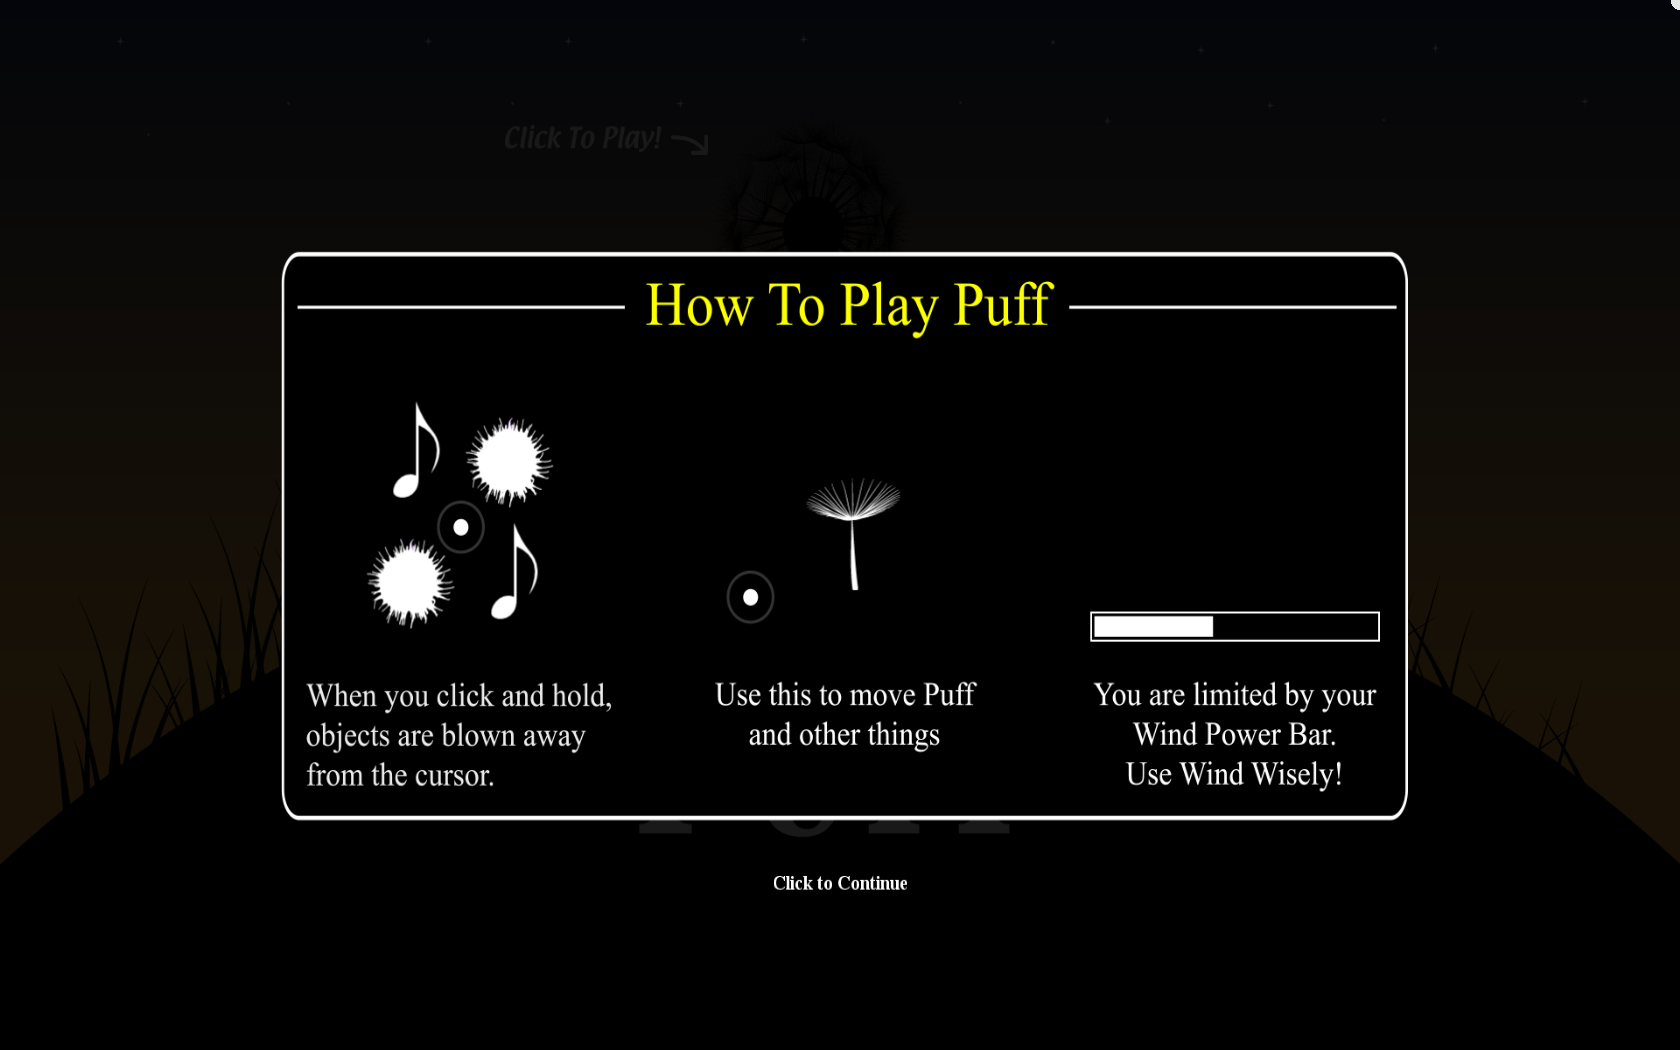 Click To Play!
How To Play Puff
When you click and hold,
objects are blown away
from the cursor.
Use this to move Puff
and other things
You are limited by your
Wind Power Bar.
Use Wind Wisely!
Click to Continue